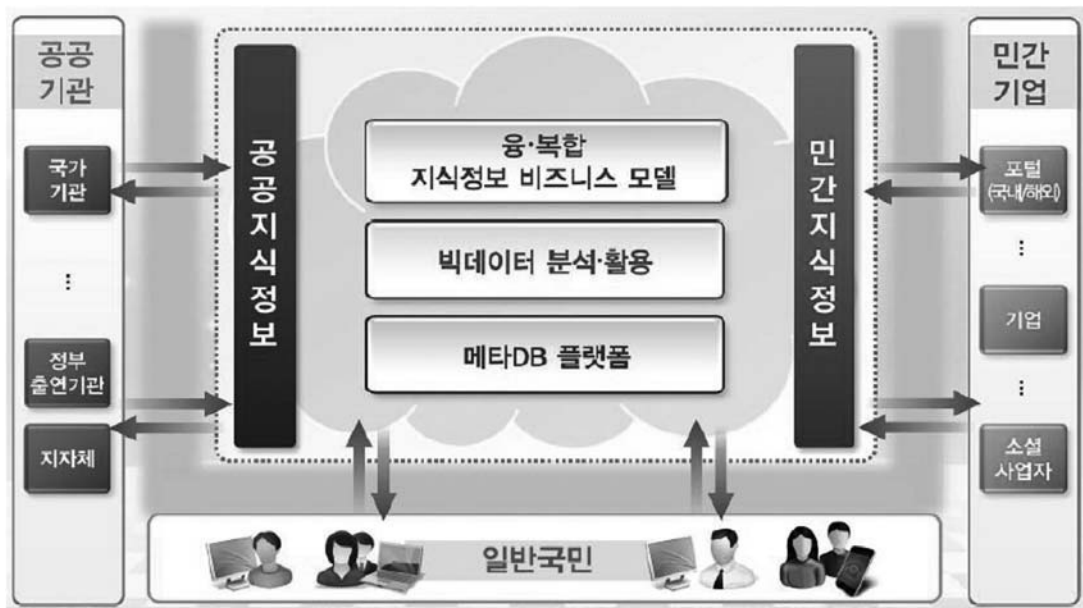 공공
기관
국가
기관
⋮
정부
출연기관
지자체
공공지식정보
융·복합
지식정보 비즈니스 모델
빅데이터 분석·활용
메타DB 플랫폼
민간지식정보
민간
기업
포털
(국내/해외)
⋮
기업
⋮
소셜
사업자
일반국민